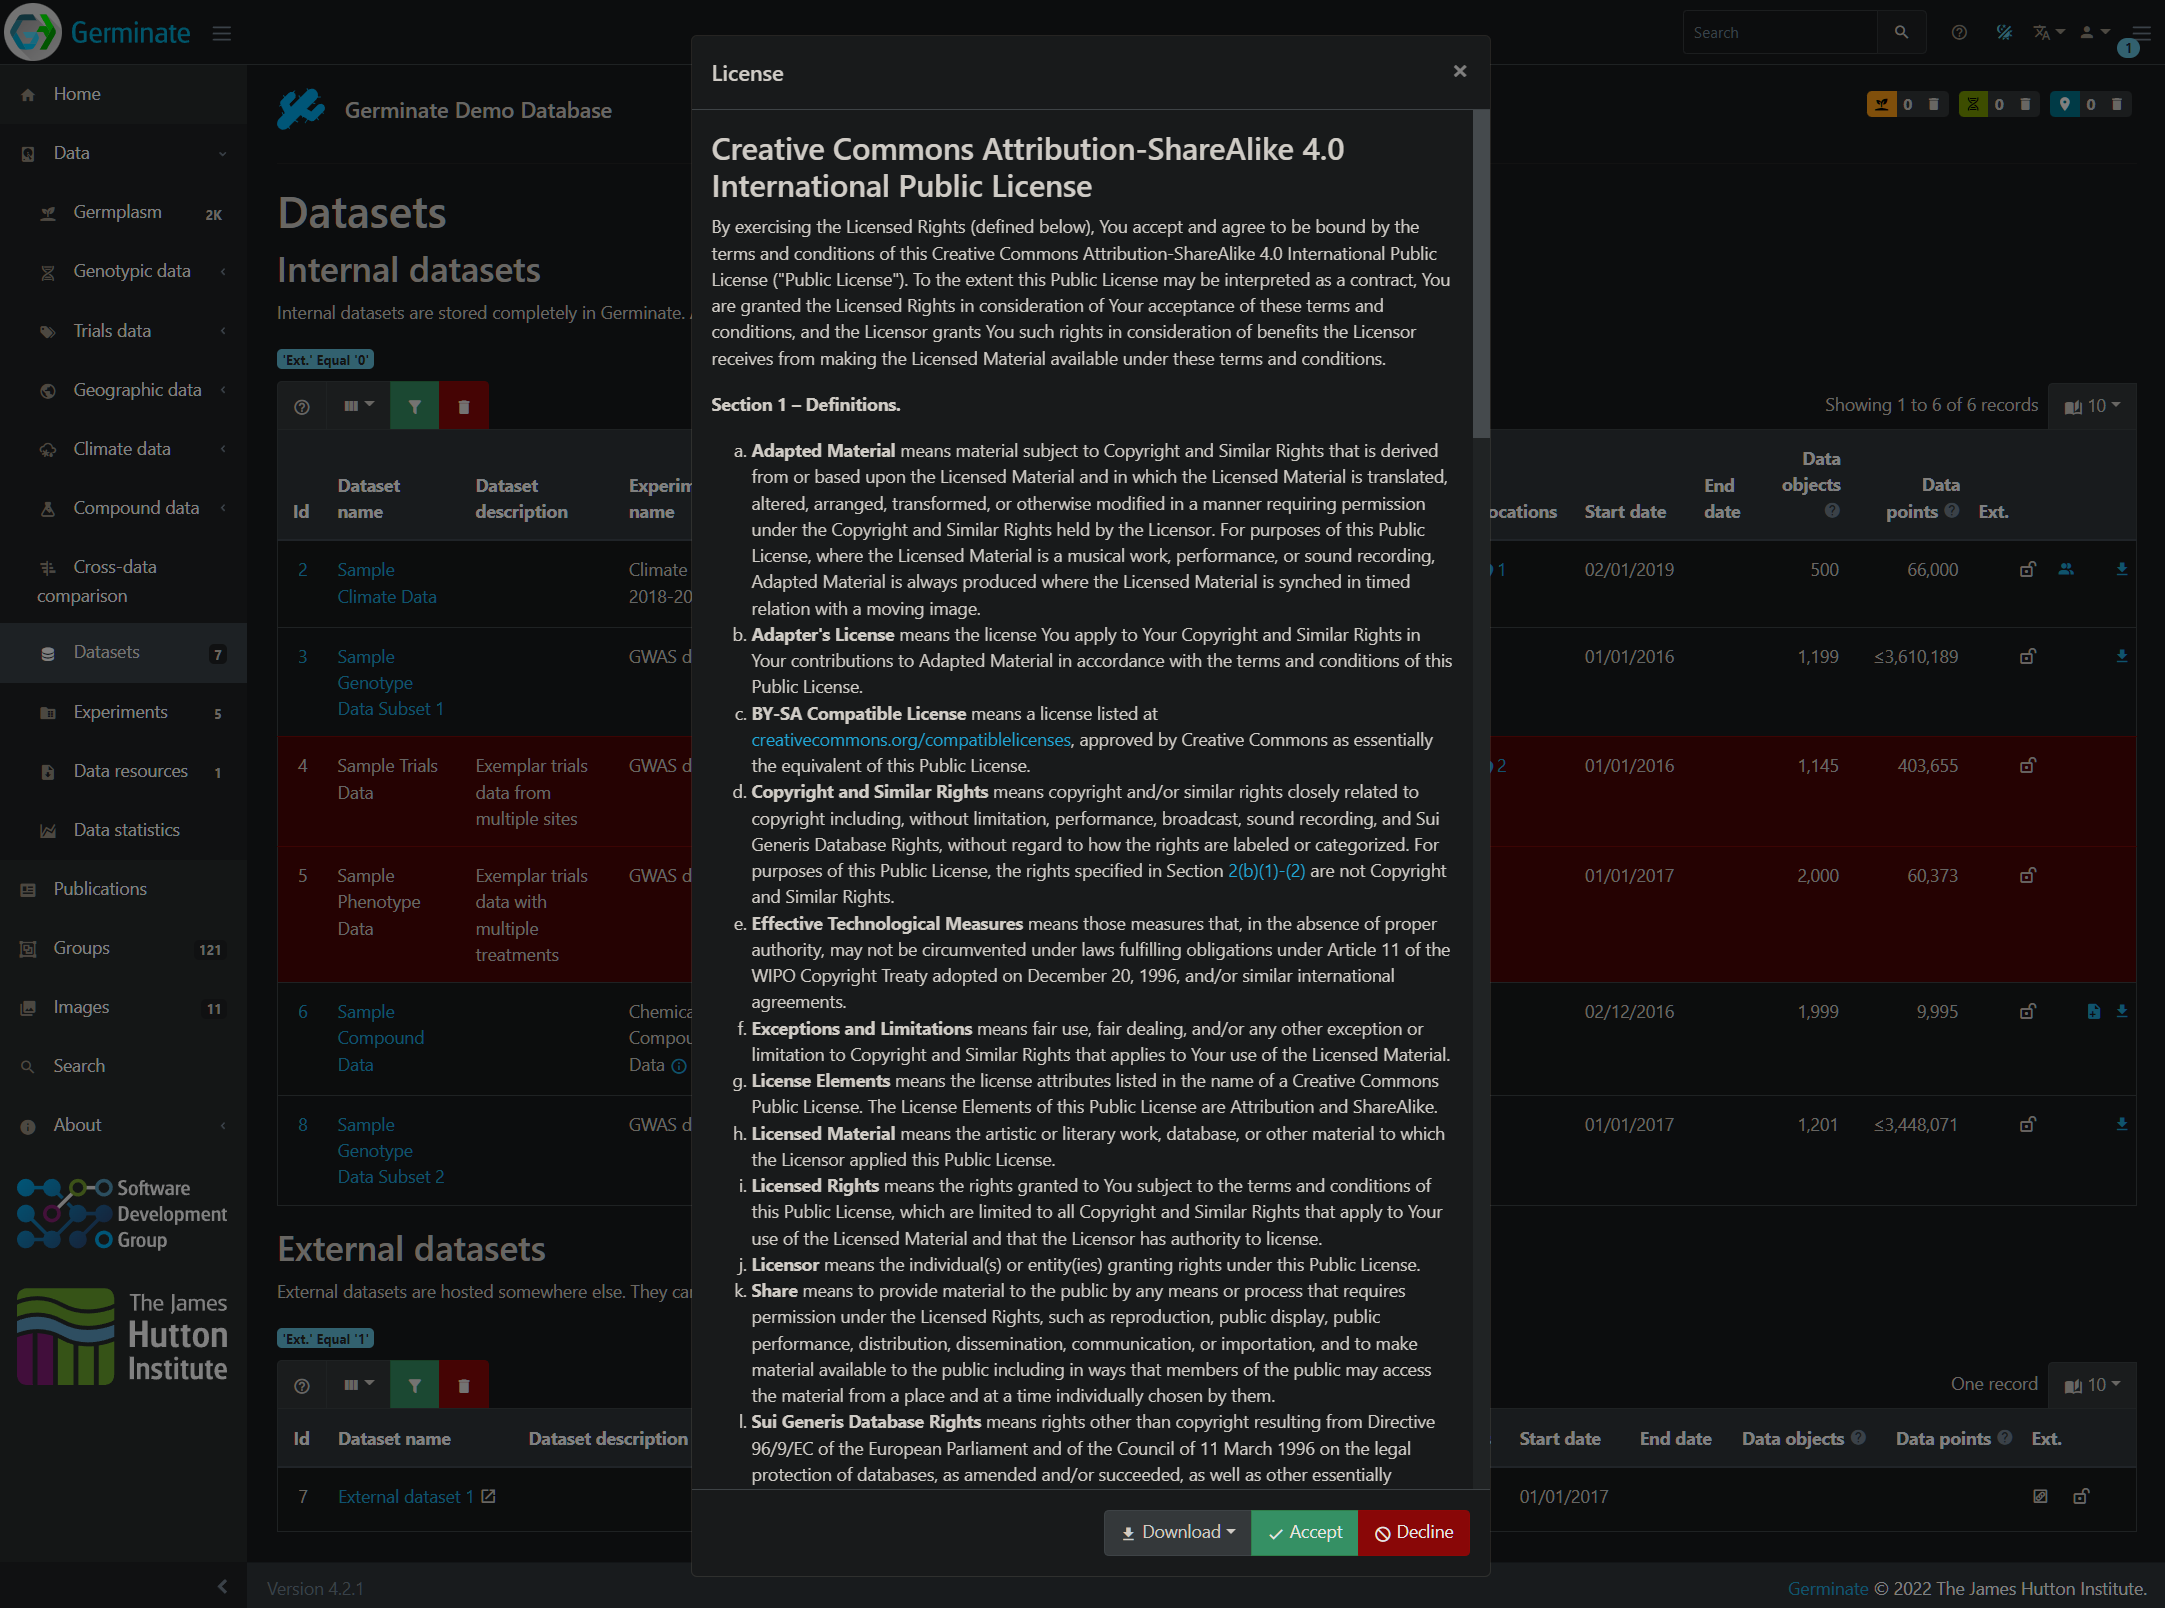 Germinate
Search
1
Home
Data
Germplasm 2K
Genotypic data
Trials data
Geographic data
Climate data
Compound data
Cross-data
comparison
Datasets 7
Experiments 5
Data resources 1
Data statistics
Publications
Groups 121
Images 11
Search
About
Software
Development
Group
The James
Hutton
Institute
Germinate Demo Database
0 0 0
Datasets
Internal datasets
Internal datasets are stored completely in Germinate.
'Ext.' Equal '0'
Showing 1 to 6 of 6 records 10
Id Dataset name Dataset description Experim name ocations Start date End date Data objects Data points Ext.
2 Sample Climate Data Climate 2018-20 1 02/01/2019 500 66,000
3 Sample Genotype Data Subset 1 GWAS d 01/01/2016 1,199 ≤3,610,189
4 Sample Trials Data Exemplar trials data from multiple sites GWAS d 2 01/01/2016 1,145 403,655
5 Sample Phenotype Data Exemplar trials data with multiple treatments GWAS d 01/01/2017 2,000 60,373
6 Sample Compound Data Chemica Compou Data 02/12/2016 1,999 9,995
8 Sample Genotype Data Subset 2 GWAS d 01/01/2017 1,201 ≤3,448,071
External datasets
External datasets are hosted somewhere else. They car
'Ext.' Equal '1'
One record 10
Id Dataset name Dataset description Start date End date Data objects Data points Ext.
7 External dataset 1 01/01/2017
Version 4.2.1
Germinate © 2022 The James Hutton Institute.
License
Creative Commons Attribution-ShareAlike 4.0
International Public License
By exercising the Licensed Rights (defined below), You accept and agree to be bound by the
terms and conditions of this Creative Commons Attribution-ShareAlike 4.0 International Public
License ("Public License"). To the extent this Public License may be interpreted as a contract, You
are granted the Licensed Rights in consideration of Your acceptance of these terms and
conditions, and the Licensor grants You such rights in consideration of benefits the Licensor
receives from making the Licensed Material available under these terms and conditions.
Section 1 – Definitions.
a. Adapted Material means material subject to Copyright and Similar Rights that is derived
from or based upon the Licensed Material and in which the Licensed Material is translated,
altered, arranged, transformed, or otherwise modified in a manner requiring permission
under the Copyright and Similar Rights held by the Licensor. For purposes of this Public
License, where the Licensed Material is a musical work, performance, or sound recording,
Adapted Material is always produced where the Licensed Material is synched in timed
relation with a moving image.
b. Adapter's License means the license You apply to Your Copyright and Similar Rights in
Your contributions to Adapted Material in accordance with the terms and conditions of this
Public License.
c. BY-SA Compatible License means a license listed at
creativecommons.org/compatiblelicenses, approved by Creative Commons as essentially
the equivalent of this Public License.
d. Copyright and Similar Rights means copyright and/or similar rights closely related to
copyright including, without limitation, performance, broadcast, sound recording, and Sui
Generis Database Rights, without regard to how the rights are labeled or categorized. For
purposes of this Public License, the rights specified in Section 2(b)(1)-(2) are not Copyright
and Similar Rights.
e. Effective Technological Measures means those measures that, in the absence of proper
authority, may not be circumvented under laws fulfilling obligations under Article 11 of the
WIPO Copyright Treaty adopted on December 20, 1996, and/or similar international
agreements.
f. Exceptions and Limitations means fair use, fair dealing, and/or any other exception or
limitation to Copyright and Similar Rights that applies to Your use of the Licensed Material.
g. License Elements means the license attributes listed in the name of a Creative Commons
Public License. The License Elements of this Public License are Attribution and ShareAlike.
h. Licensed Material means the artistic or literary work, database, or other material to which
the Licensor applied this Public License.
i. Licensed Rights means the rights granted to You subject to the terms and conditions of
this Public License, which are limited to all Copyright and Similar Rights that apply to Your
use of the Licensed Material and that the Licensor has authority to license.
j. Licensor means the individual(s) or entity(ies) granting rights under this Public License.
k. Share means to provide material to the public by any means or process that requires
permission under the Licensed Rights, such as reproduction, public display, public
performance, distribution, dissemination, communication, or importation, and to make
material available to the public including in ways that members of the public may access
the material from a place and at a time individually chosen by them.
l. Sui Generis Database Rights means rights other than copyright resulting from Directive
96/9/EC of the European Parliament and of the Council of 11 March 1996 on the legal
protection of databases, as amended and/or succeeded, as well as other essentially
Download Accept Decline